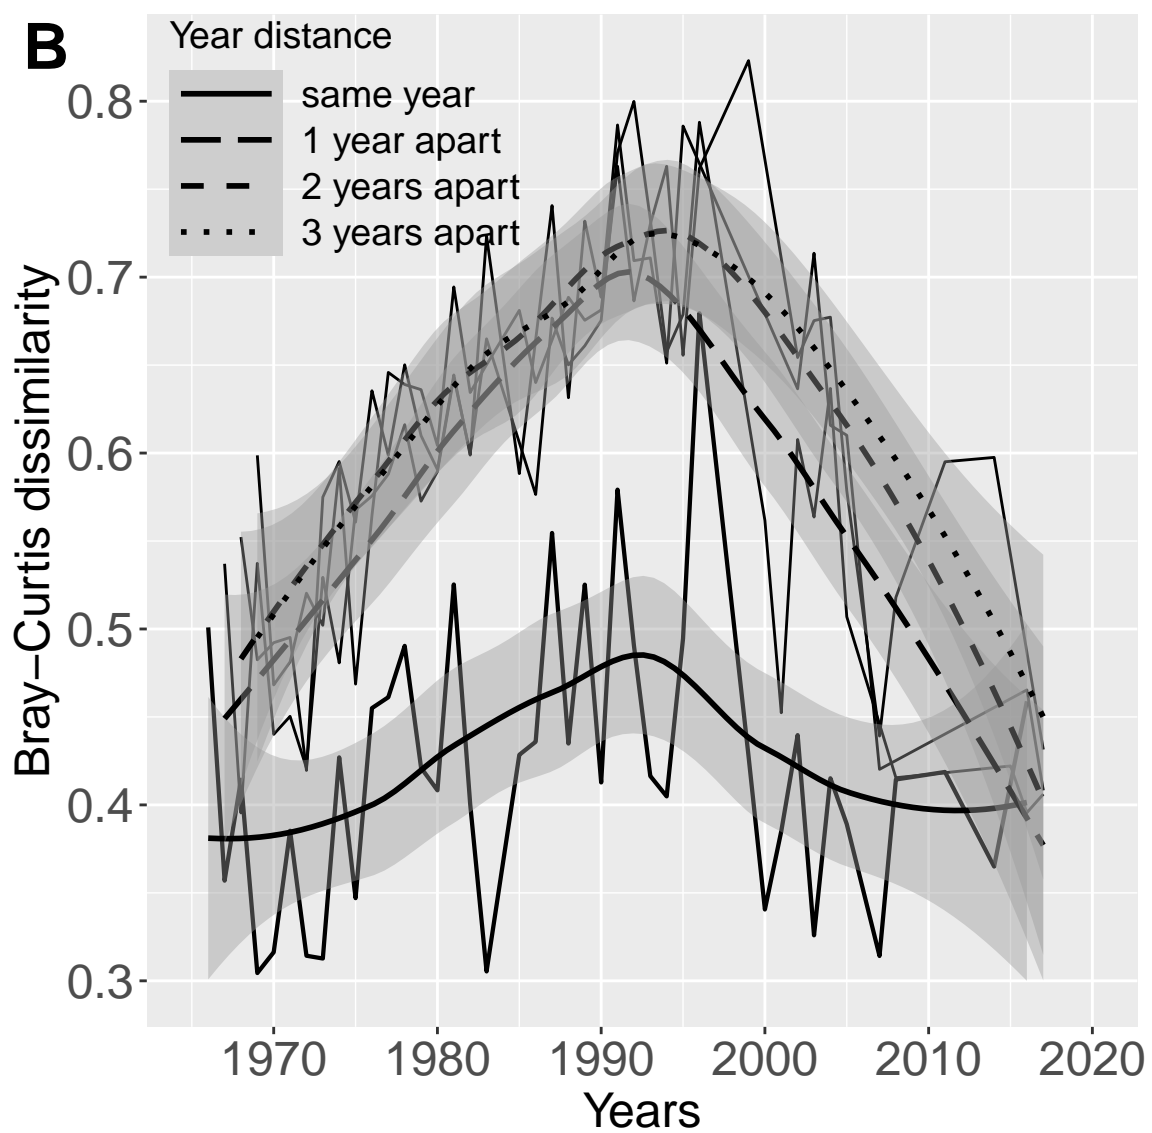 B
Year distance
same year
1 year apart
2 years apart
3 years apart
Bray−Curtis dissimilarity
0.8
0.7
0.6
0.5
0.4
0.3
1970 1980 1990 2000 2010 2020
Years